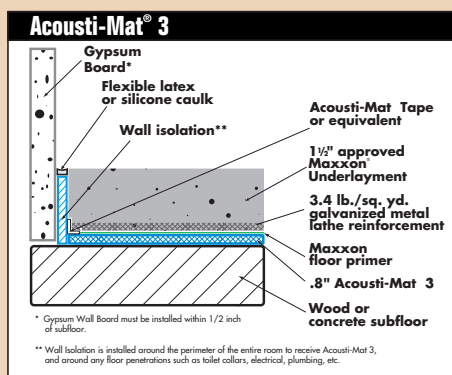 Acousti-Mat® 3
Gypsum
Board*
Flexible latex
or silicone caulk
Wall isolation**
Acousti-Mat Tape
or equivalent
1½" approved
Maxxon®
Underlayment
3.4 lb./sq. yd.
galvanized metal
lathe reinforcement
Maxxon
floor primer
.8" Acousti-Mat 3
Wood or
concrete subfloor
* Gypsum Wall Board must be installed within 1/2 inch
of subfloor.
** Wall Isolation is installed around the perimeter of the entire room to receive Acousti-Mat 3,
and around any floor penetrations such as toilet collars, electrical, plumbing, etc.